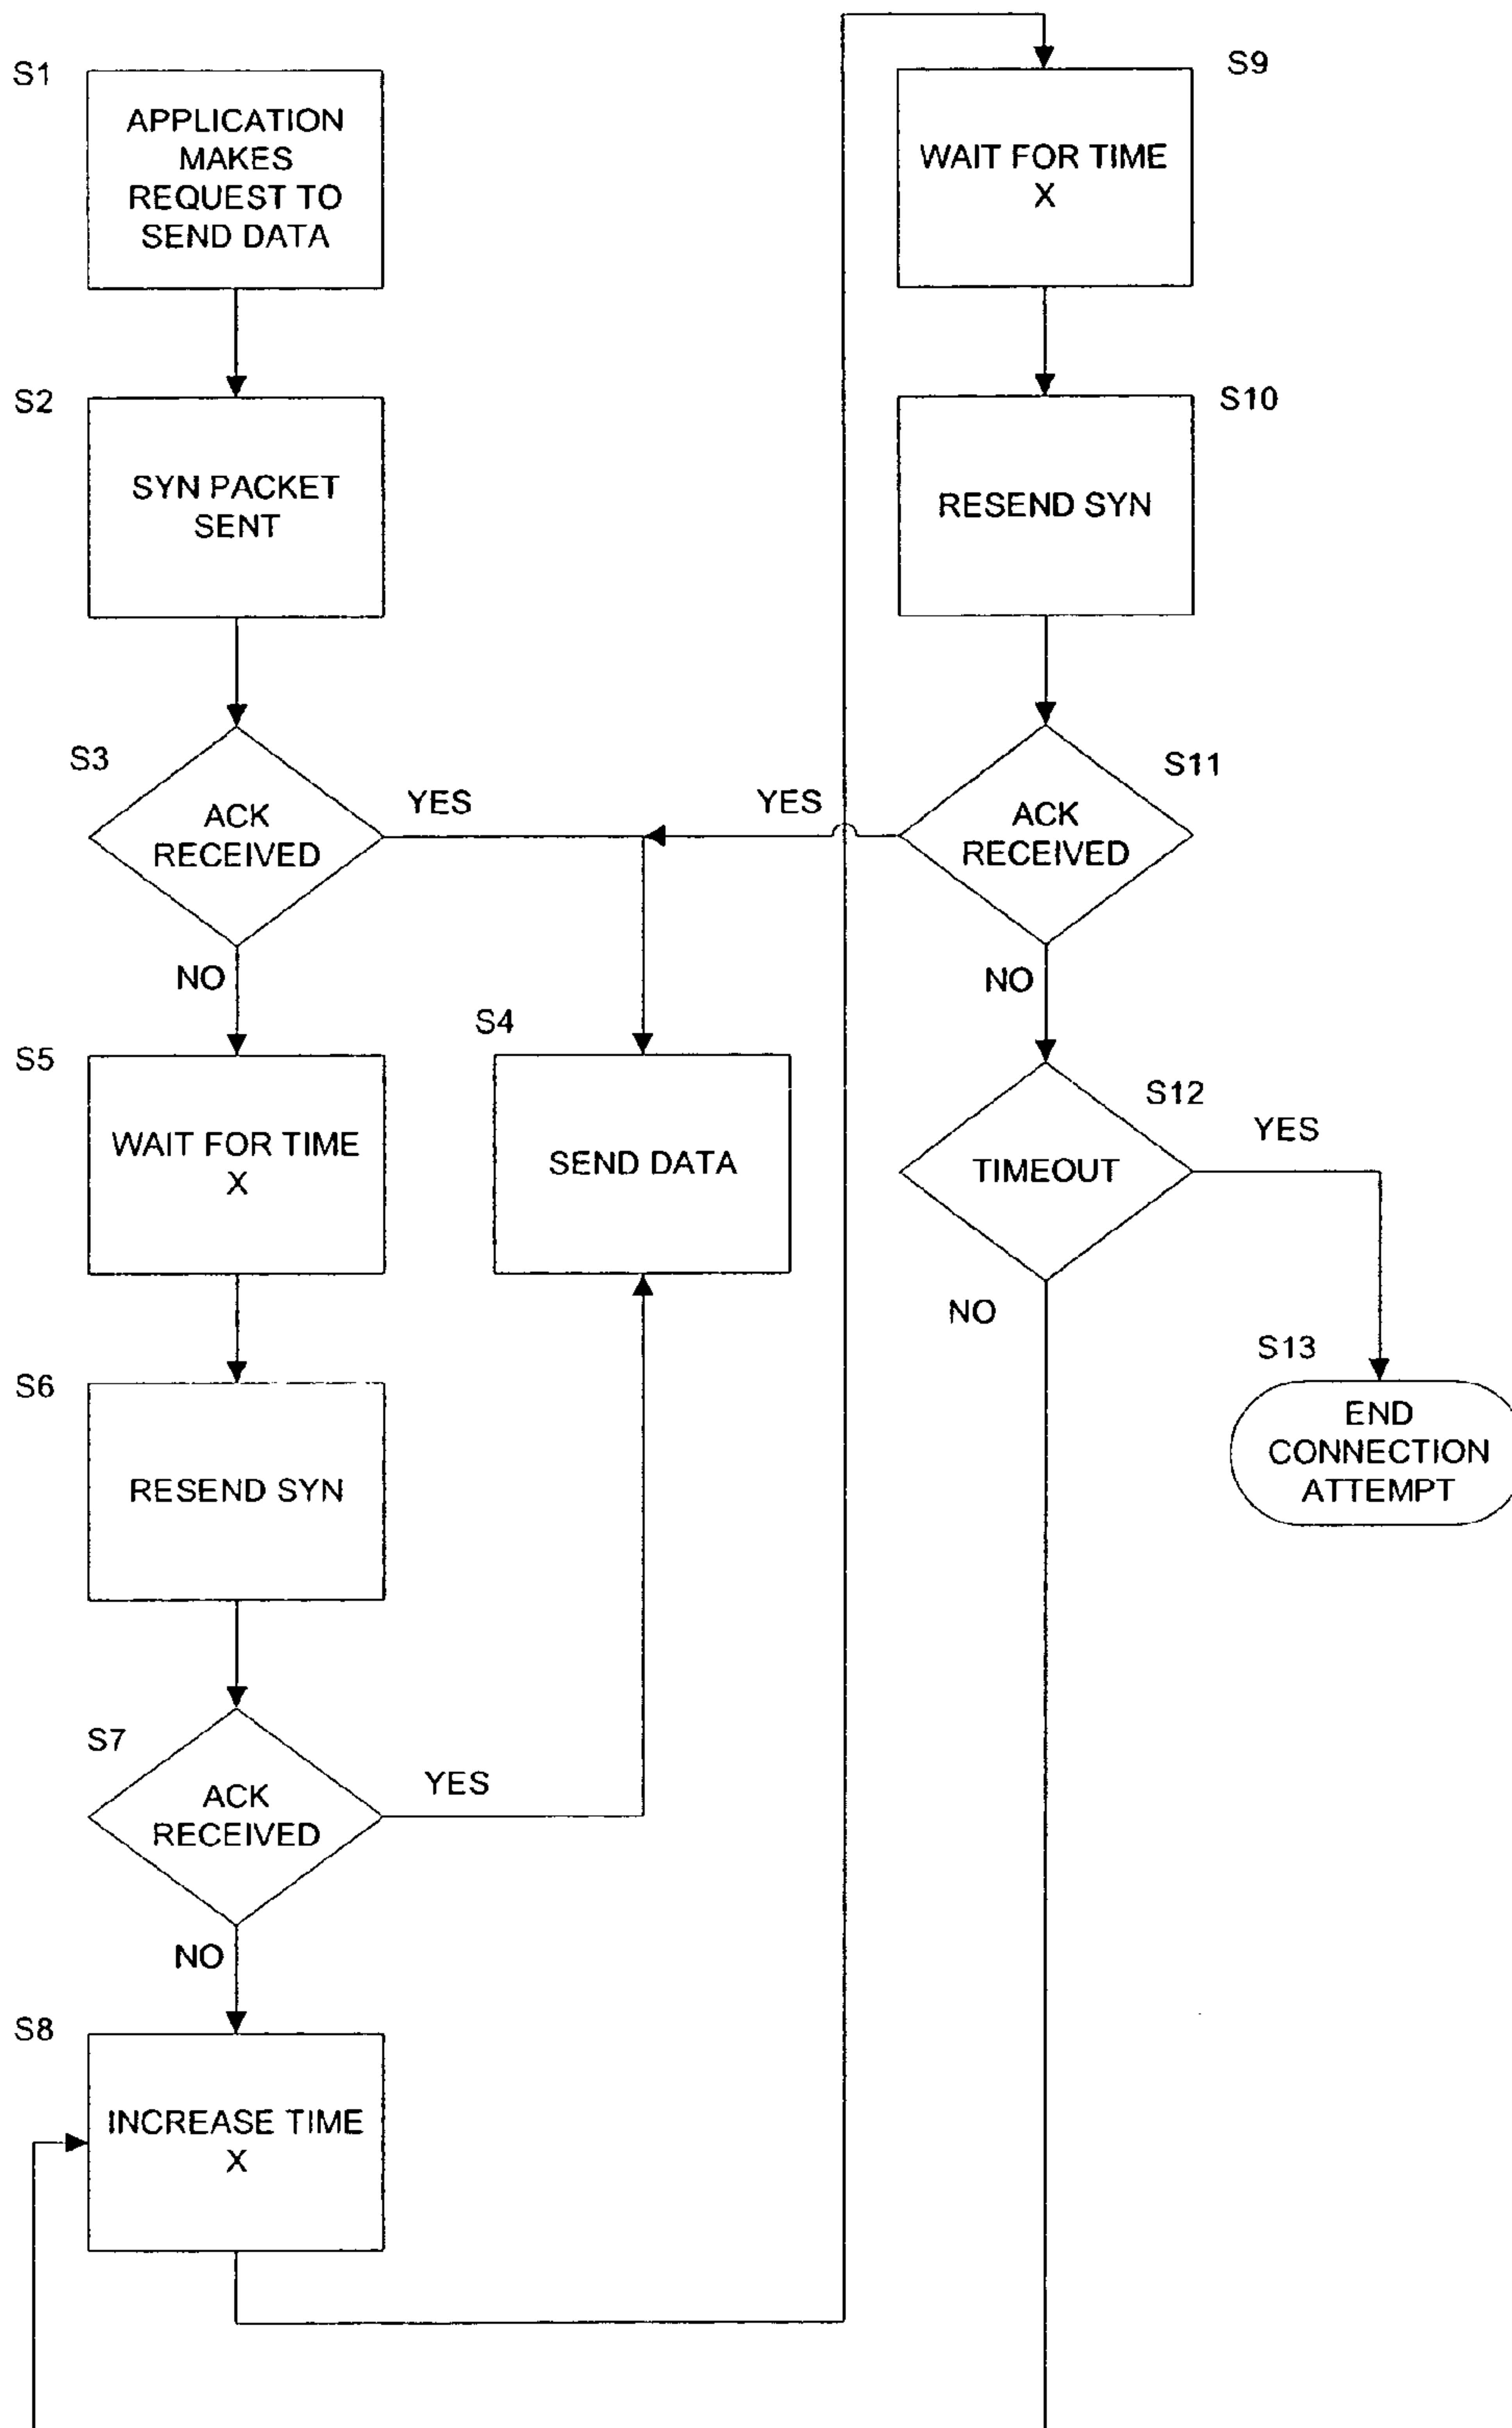 S1
APPLICATION
MAKES
REQUEST TO
SEND DATA
S2
SYN PACKET
SENT
S3
ACK
RECEIVED
YES
NO
S4
SEND DATA
S5
WAIT FOR TIME
X
S6
RESEND SYN
S7
ACK
RECEIVED
YES
NO
S8
INCREASE TIME
X
S9
WAIT FOR TIME
X
S10
RESEND SYN
S11
ACK
RECEIVED
YES
NO
S12
TIMEOUT
YES
NO
S13
END
CONNECTION
ATTEMPT